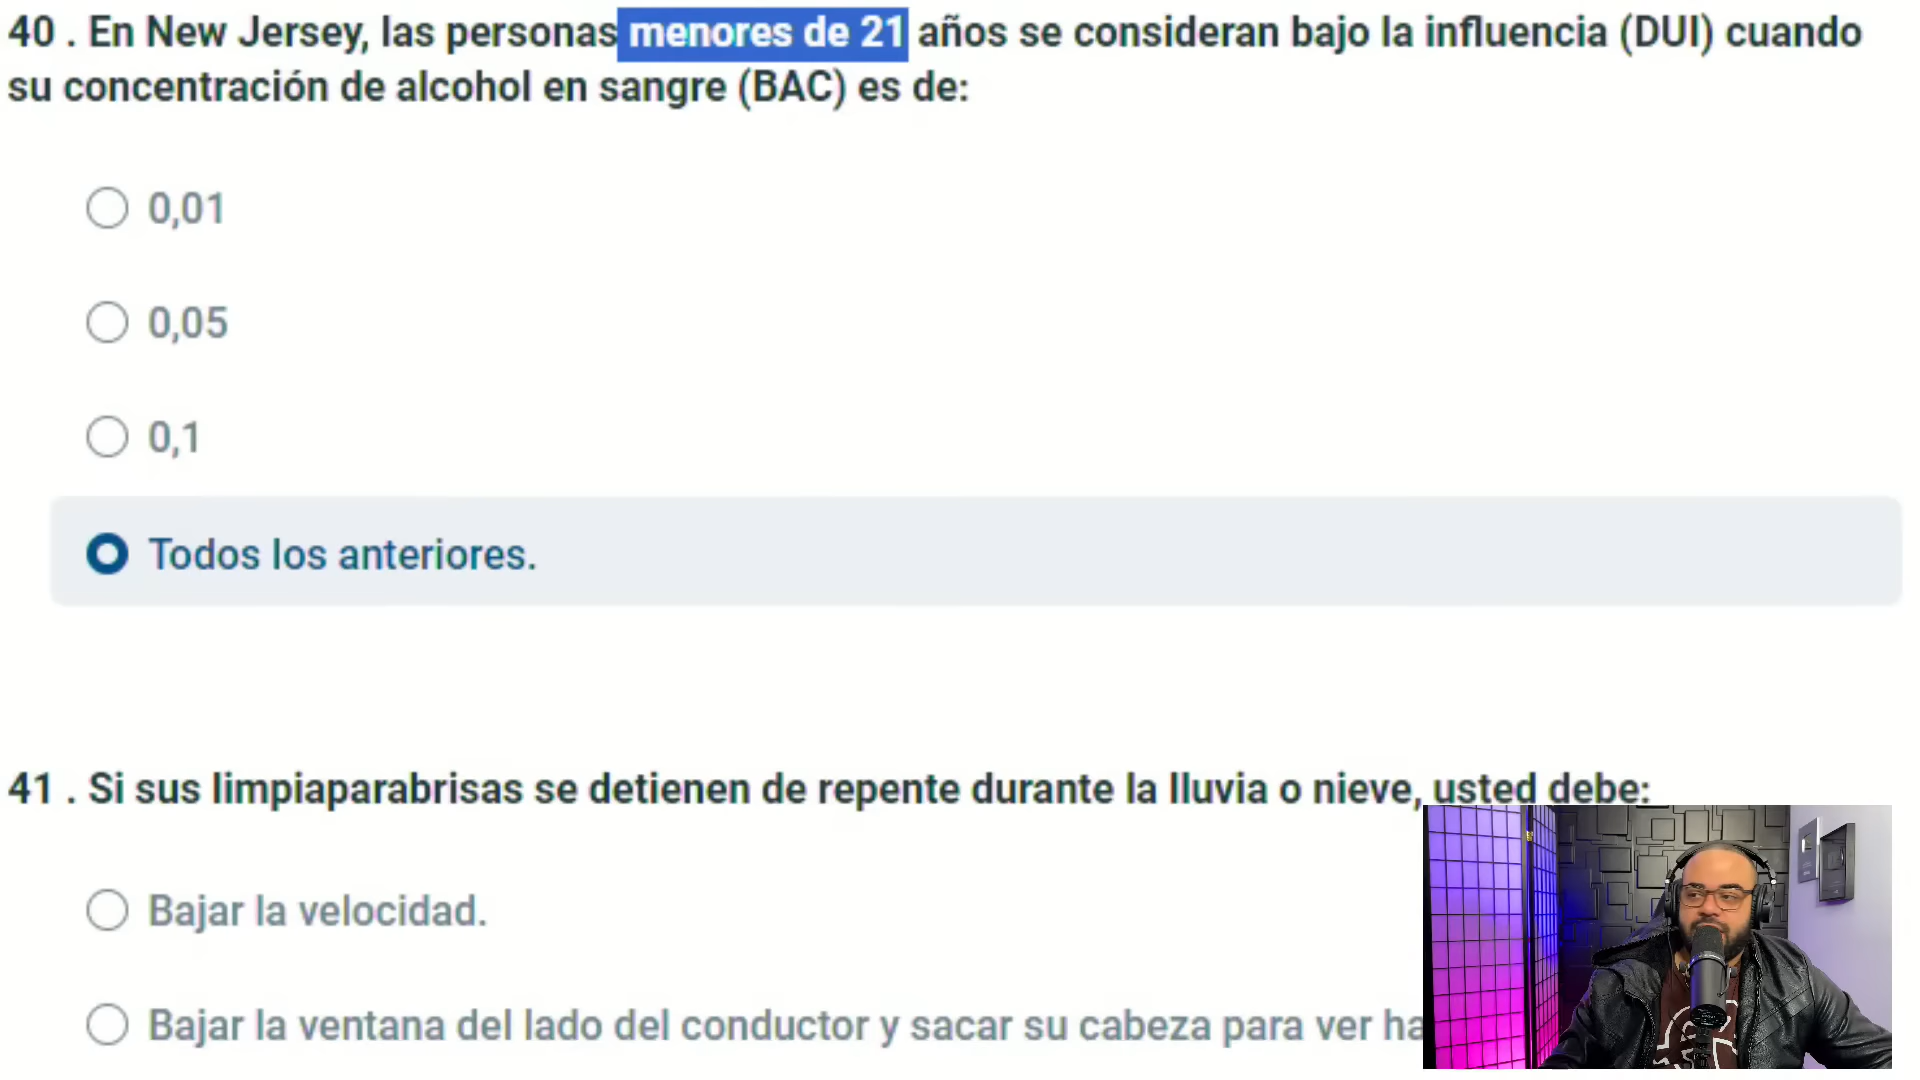 40 . En New Jersey, las personas menores de 21 años se consideran bajo la influencia (DUI) cuando
su concentración de alcohol en sangre (BAC) es de:
0,01
0,05
0,1
Todos los anteriores.
41 . Si sus limpiaparabrisas se detienen de repente durante la lluvia o nieve, usted debe:
Bajar la velocidad.
Bajar la ventana del lado del conductor y sacar su cabeza para ver ha